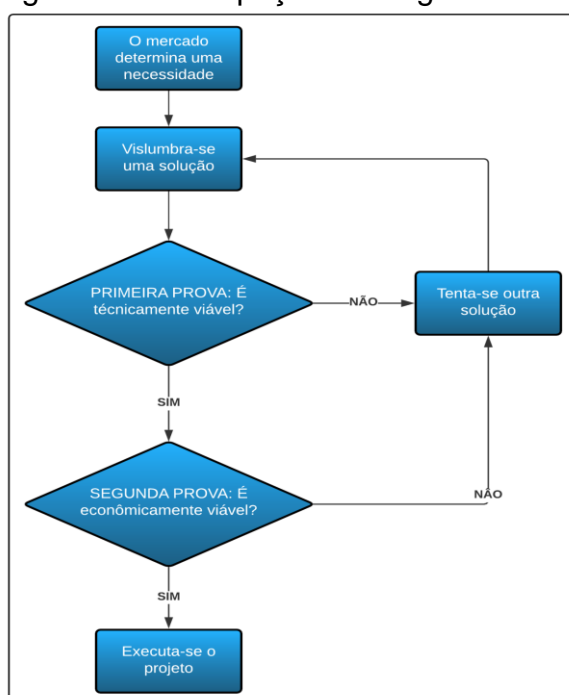 O mercado
determina uma
necessidade
Vislumbra-se
uma solução
PRIMEIRA PROVA: É
técnicamente viável?
NÃO
Tenta-se outra
solução
SIM
SEGUNDA PROVA: É
econômicamente viável?
NÃO
SIM
Executa-se o
projeto